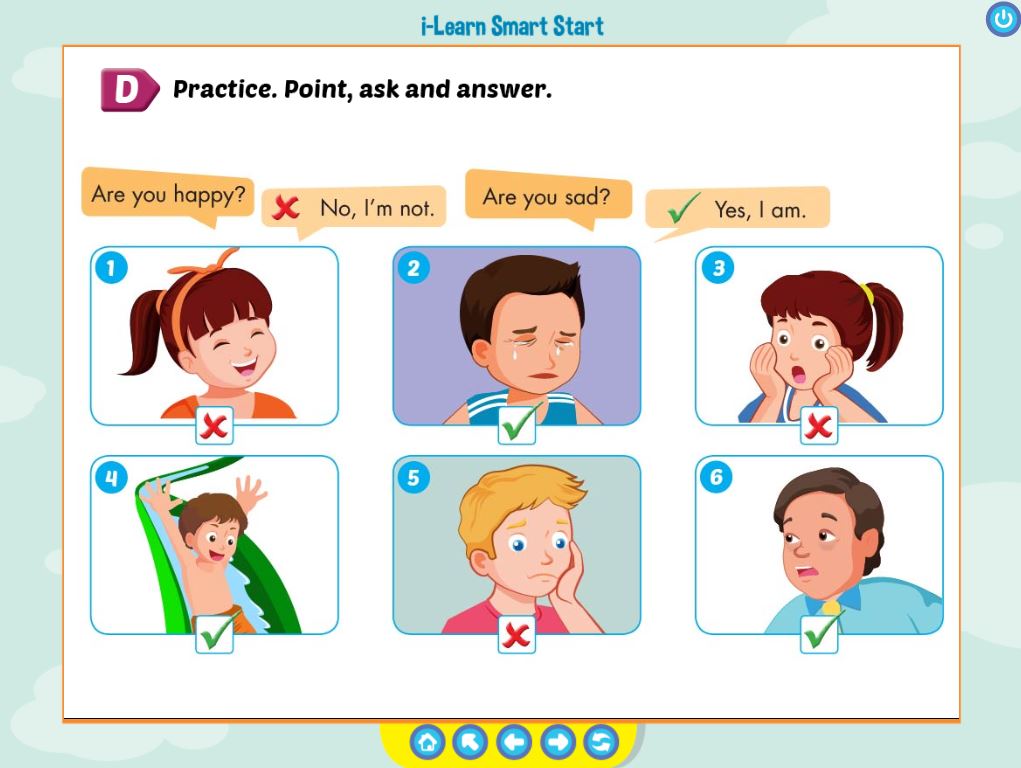 i-Learn Smart Start
D Practice. Point, ask and answer.
Are you happy?
No, I'm not.
Are you sad?
Yes, I am.
1
2
3
4
5
6